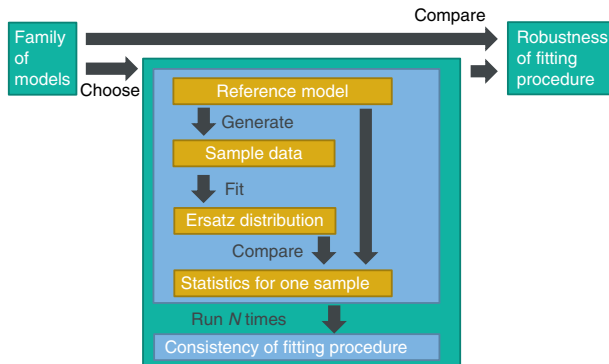 Compare
Family
of
models
Robustness
of fitting
procedure
Choose
Reference model
Generate
Sample data
Fit
Ersatz distribution
Compare
Statistics for one sample
Run N times
Consistency of fitting procedure